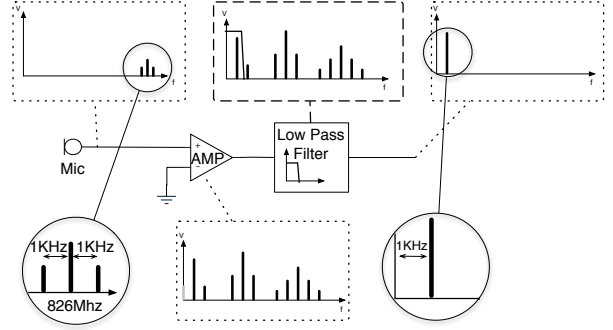 V
f
V
f
V
f
Mic
+
-
AMP
Low Pass
Filter
1KHz 1KHz
826Mhz
V
f
1KHz